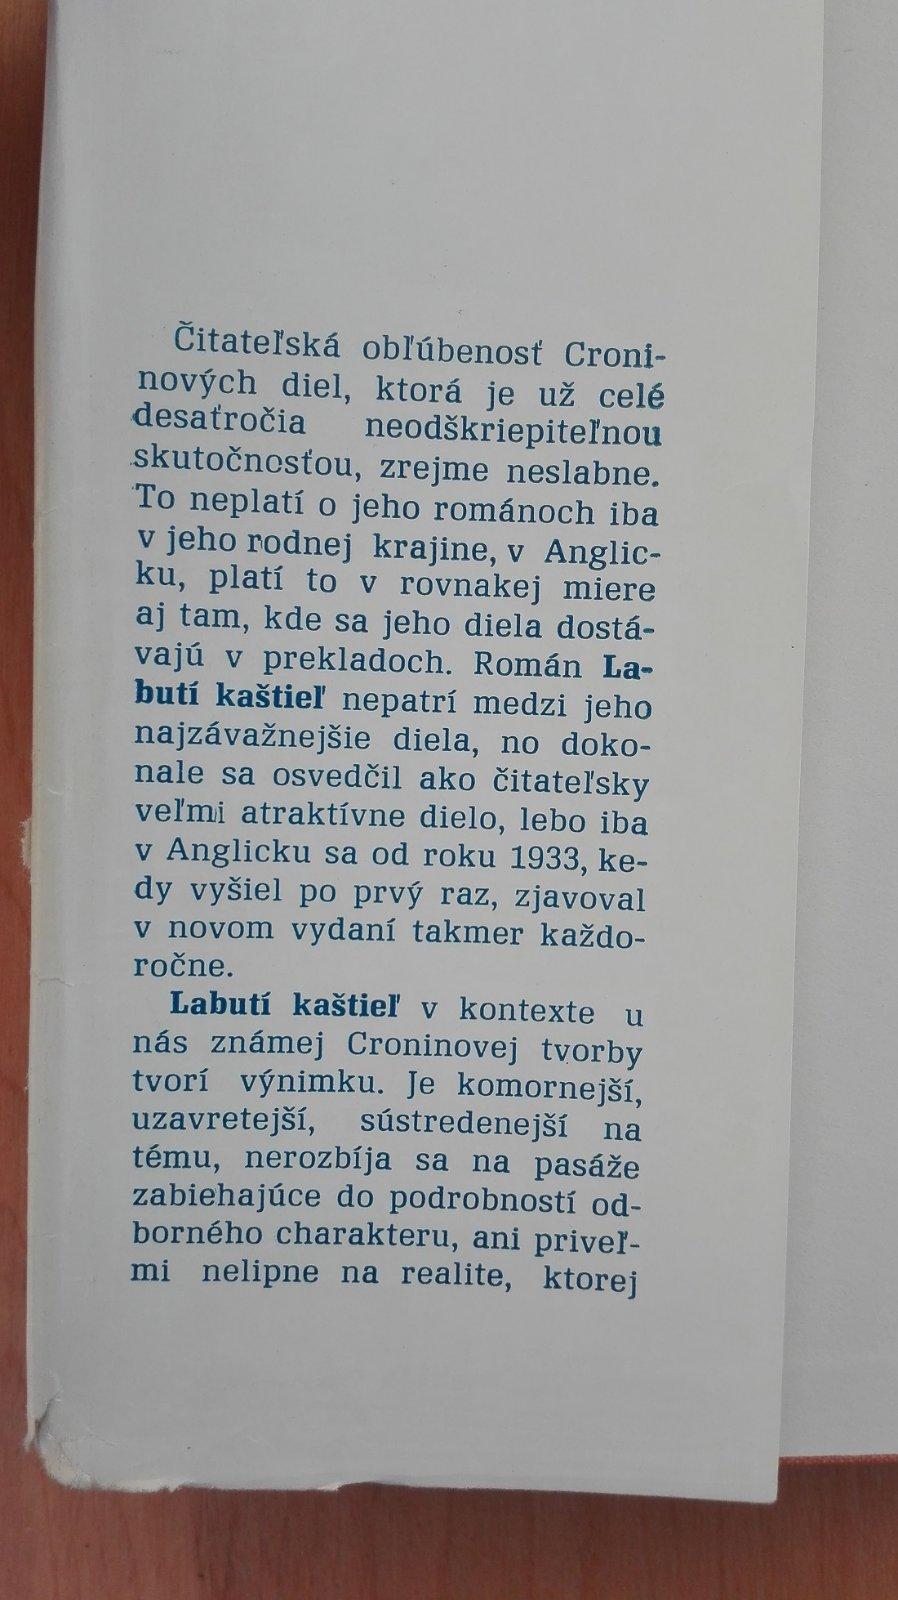 Čitateľská obľúbenosť Croni-
nových diel, ktorá je už celé
desaťročia neodškriepiteľnou
skutočnosťou, zrejme neslabne.
To neplatí o jeho románoch iba
v jeho rodnej krajine, v Anglic-
ku, platí to v rovnakej miere
aj tam, kde sa jeho diela dostá-
vajú v prekladoch. Román La-
butí kaštieľ nepatrí medzi jeho
najzávažnejšie diela, no doko-
nale sa osvedčil ako čitateľsky
veľmi atraktívne dielo, lebo iba
v Anglicku sa od roku 1933, ke-
dy vyšiel po prvý raz, zjavoval
v novom vydaní takmer každo-
ročne.
Labutí kaštieľ v kontexte u
nás známej Croninovej tvorby
tvorí výnimku. Je komornejší,
uzavretejší, sústredenejší na
tému, nerozbíja sa na pasáže
zabiehajúce do podrobností od-
borného charakteru, ani priveľ-
mi nelipne na realite, ktorej